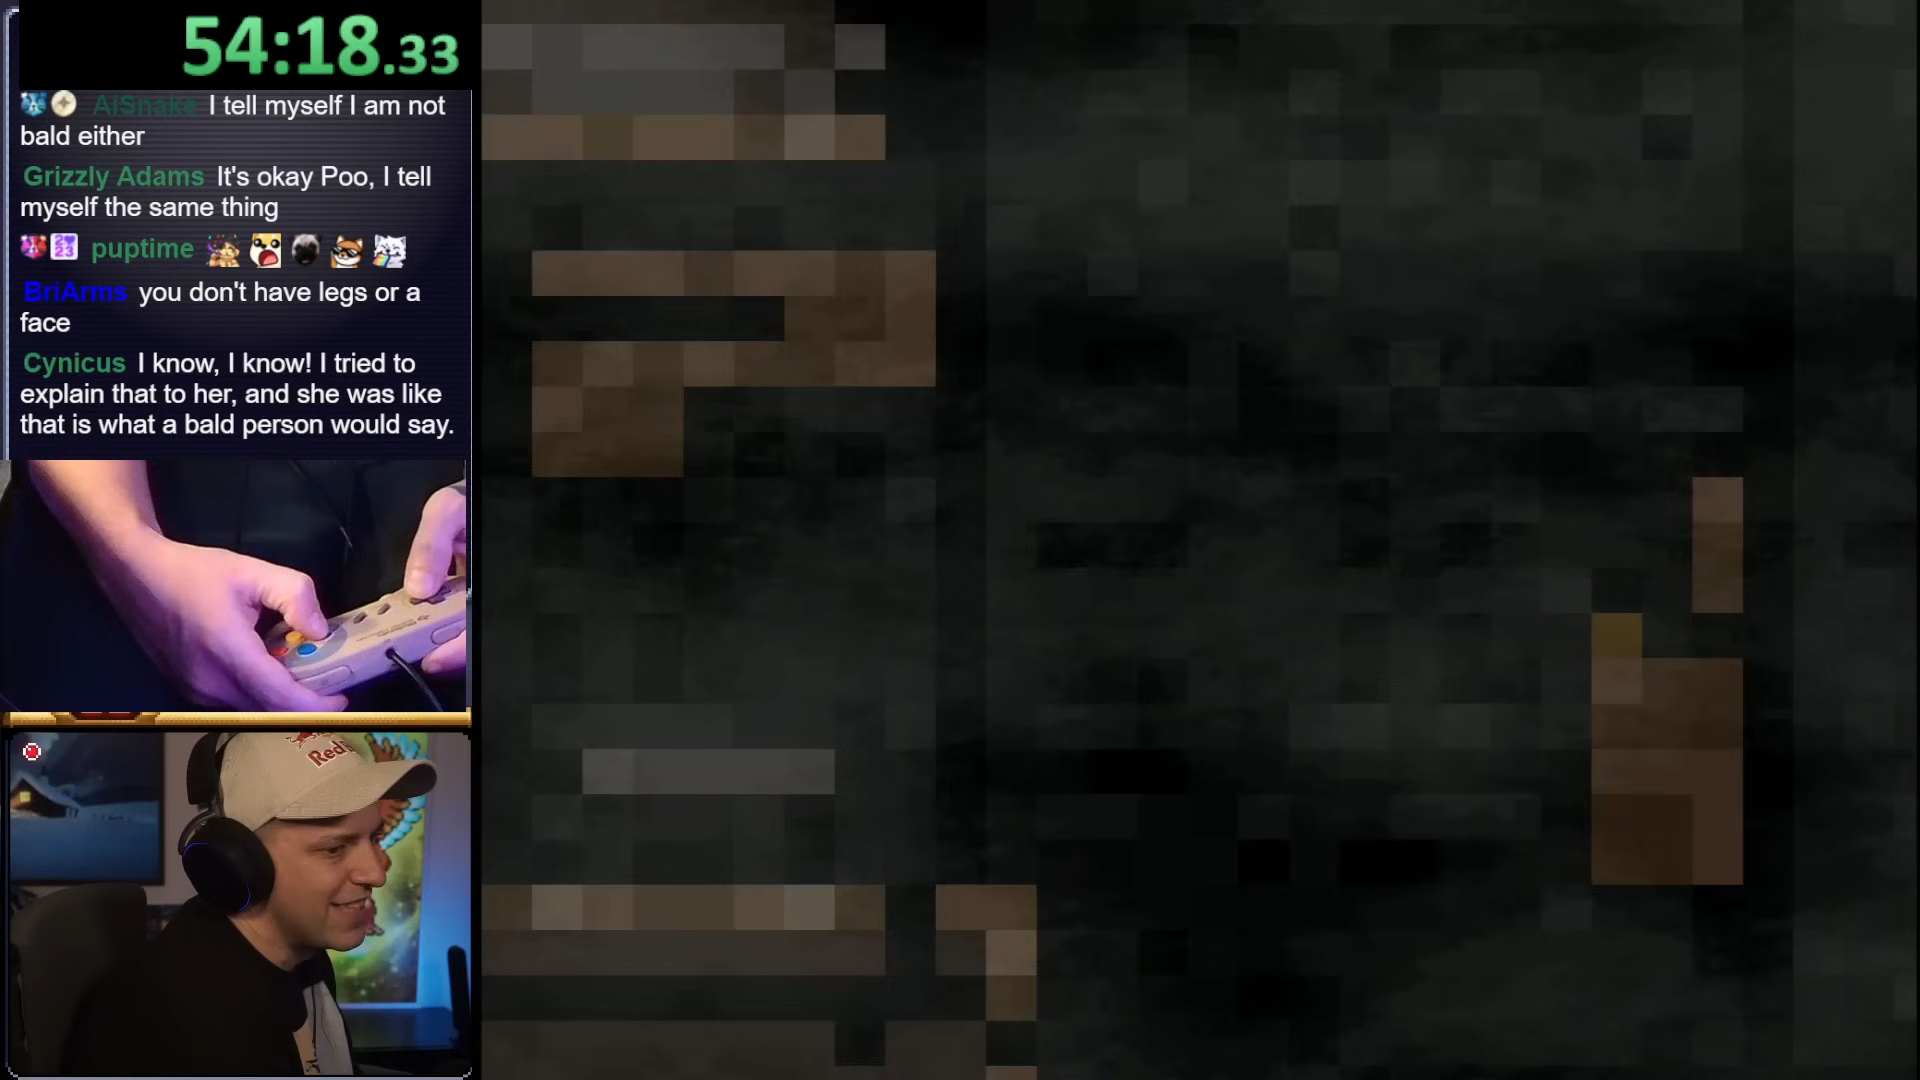 54:18.33
AiSnake I tell myself I am not
bald either
Grizzly Adams It's okay Poo, I tell
myself the same thing
puptime
BriArms you don't have legs or a
face
Cynicus I know, I know! I tried to
explain that to her, and she was like
that is what a bald person would say.
Red